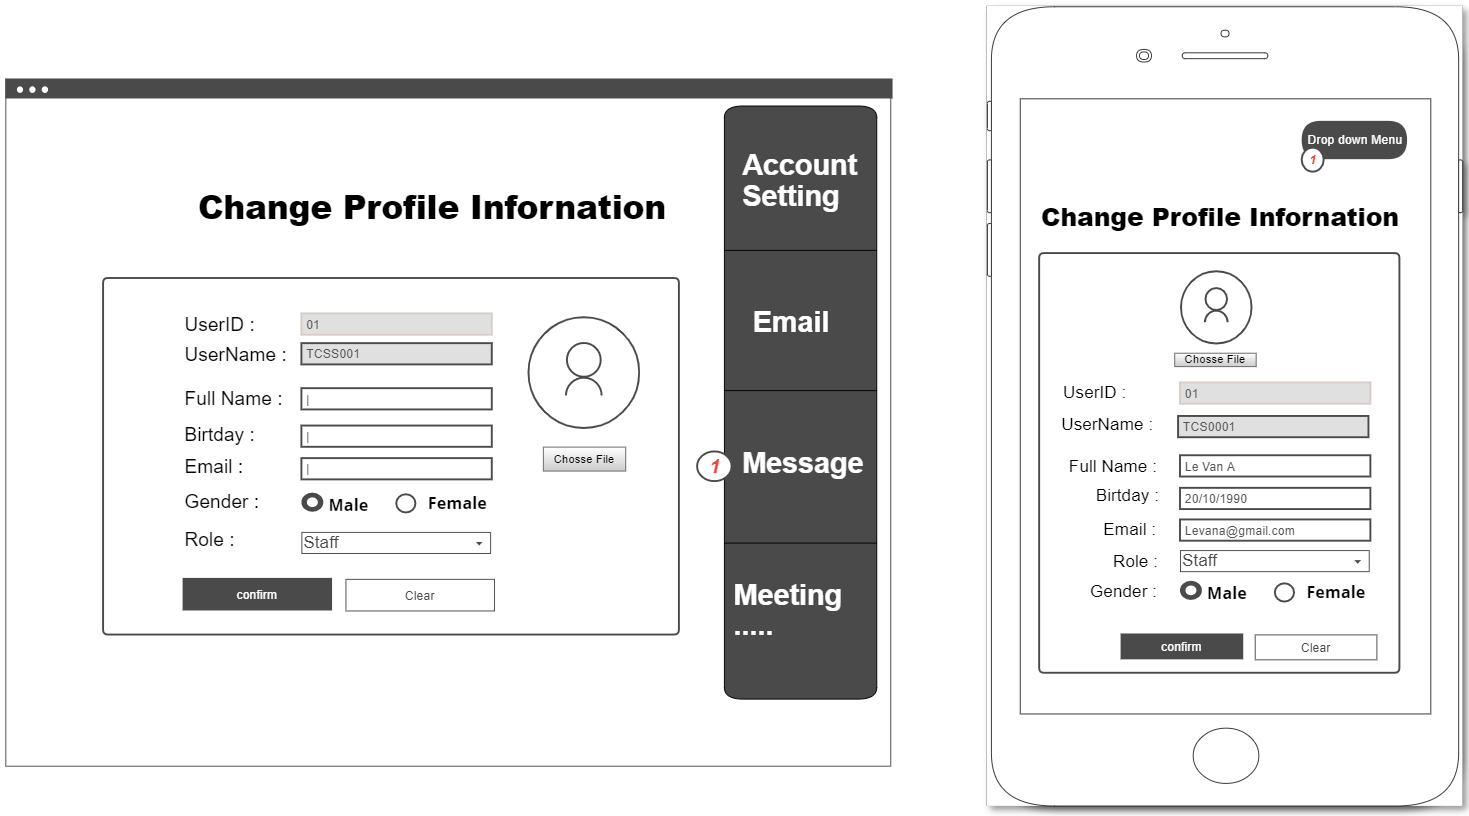 Change Profile Infornation
UserID : 01
UserName : TCSS001
Full Name :
Birtday :
Email :
Gender : Male Female
Role : Staff
confirm Clear
Chosse File
Account
Setting
Email
1 Message
Meeting
.....
Drop down Menu
1
Change Profile Infornation
Chosse File
UserID : 01
UserName : TCS0001
Full Name : Le Van A
Birtday : 20/10/1990
Email : Levana@gmail.com
Role : Staff
Gender : Male Female
confirm Clear